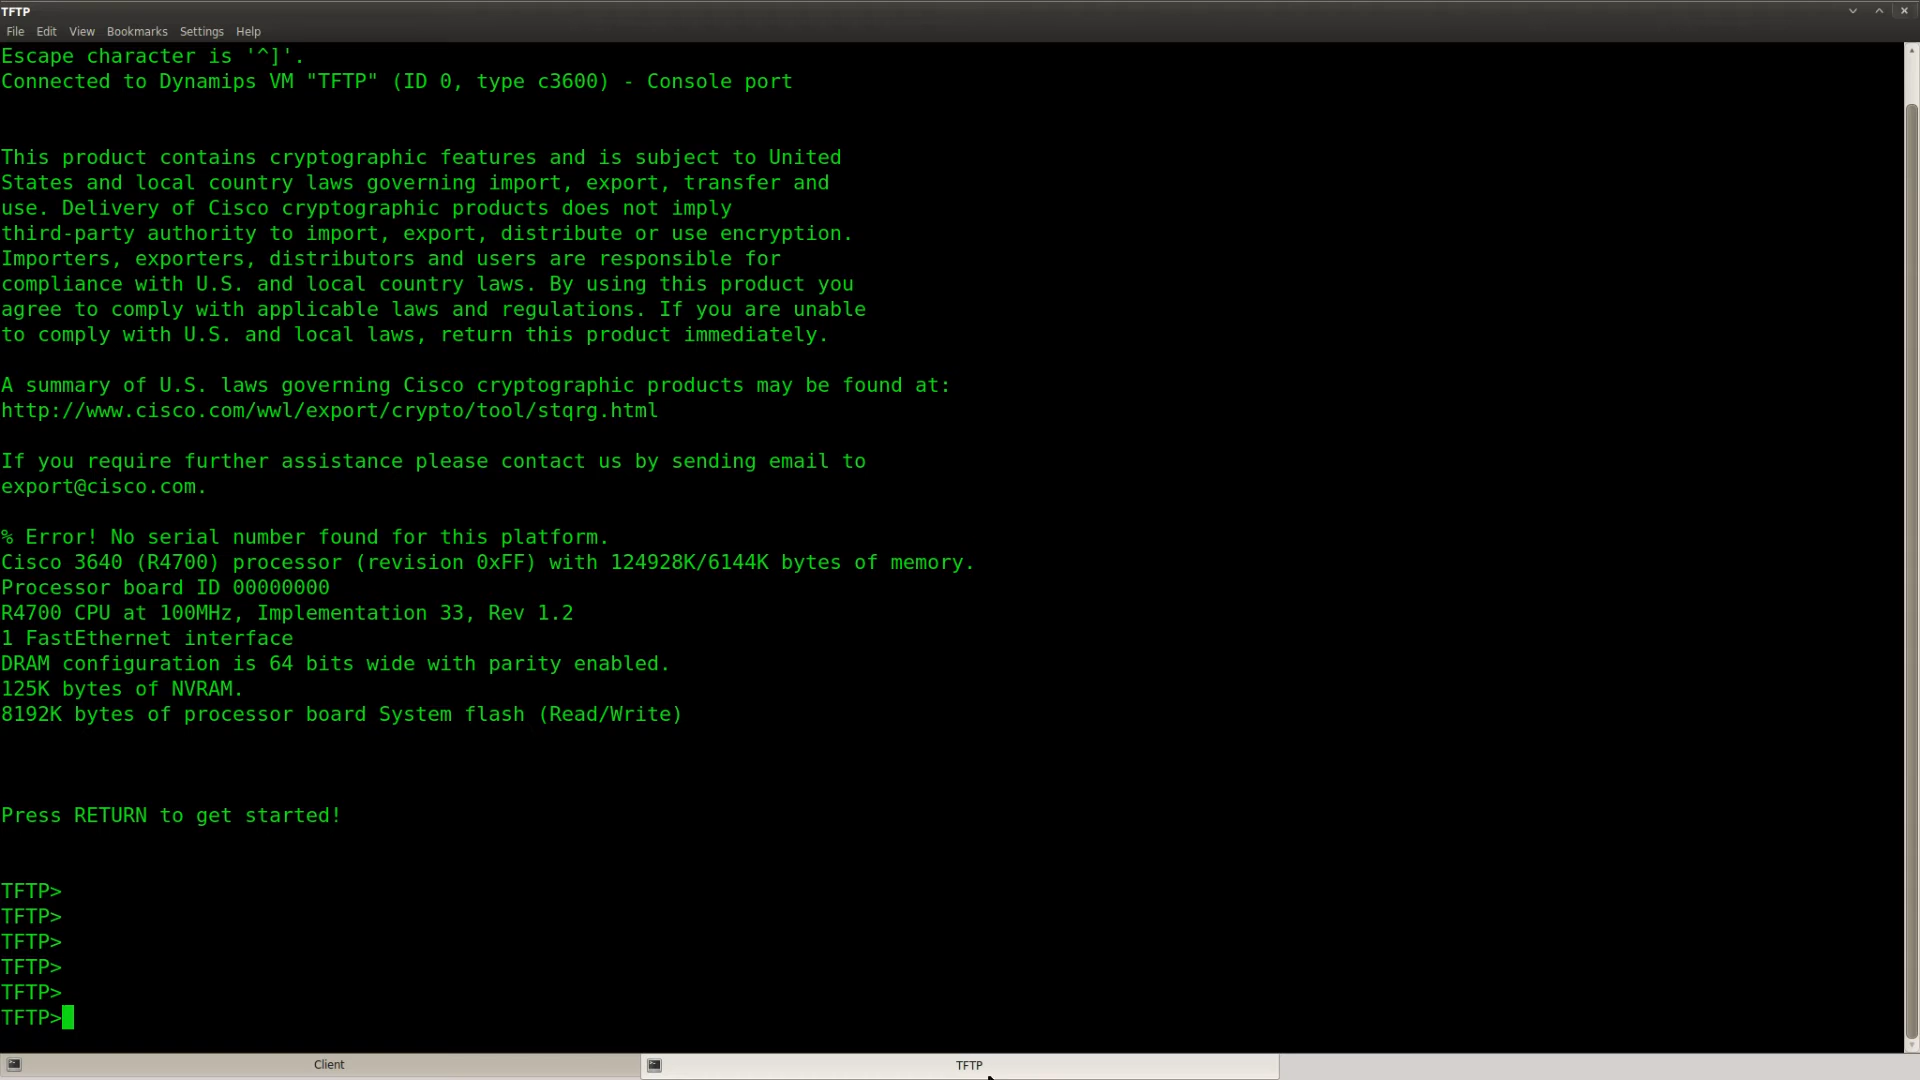 TFTP
File Edit View Bookmarks Settings Help
Escape character is '^]'.
Connected to Dynamips VM "TFTP" (ID 0, type c3600) - Console port
This product contains cryptographic features and is subject to United
States and local country laws governing import, export, transfer and
use. Delivery of Cisco cryptographic products does not imply
third-party authority to import, export, distribute or use encryption.
Importers, exporters, distributors and users are responsible for
compliance with U.S. and local country laws. By using this product you
agree to comply with applicable laws and regulations. If you are unable
to comply with U.S. and local laws, return this product immediately.
A summary of U.S. laws governing Cisco cryptographic products may be found at:
http://www.cisco.com/wwl/export/crypto/tool/stqrg.html
If you require further assistance please contact us by sending email to
export@cisco.com.
% Error! No serial number found for this platform.
Cisco 3640 (R4700) processor (revision 0xFF) with 124928K/6144K bytes of memory.
Processor board ID 00000000
R4700 CPU at 100MHz, Implementation 33, Rev 1.2
1 FastEthernet interface
DRAM configuration is 64 bits wide with parity enabled.
125K bytes of NVRAM.
8192K bytes of processor board System flash (Read/Write)
Press RETURN to get started!
TFTP>
TFTP>
TFTP>
TFTP>
TFTP>
TFTP>
Client TFTP